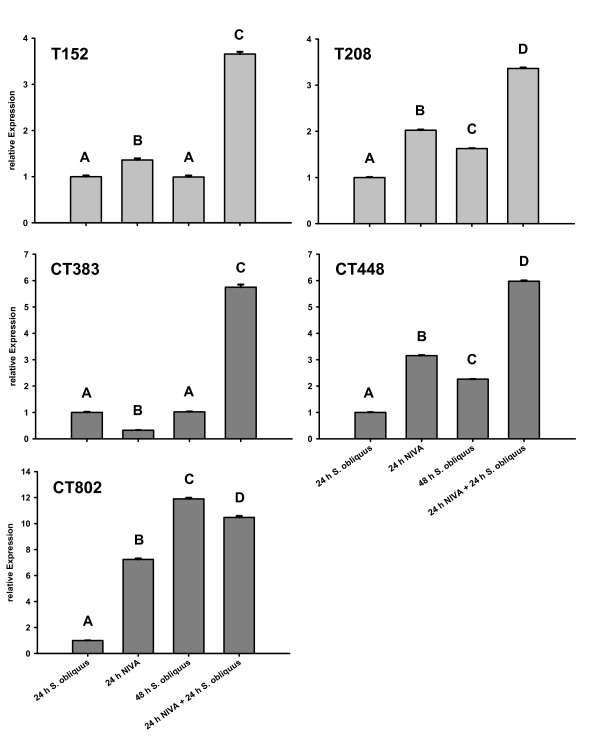 T152
relative Expression
4
3
2
1
0
A
B
A
C
T208
4
3
2
1
0
A
B
C
D
CT383
relative Expression
7
6
5
4
3
2
1
0
A
B
A
C
CT448
7
6
5
4
3
2
1
0
A
B
C
D
24 h S. obliquus
24 h NIVA
48 h S. obliquus
24 h NIVA + 24 h S. obliquus
CT802
relative Expression
14
12
10
8
6
4
2
0
A
B
C
D
24 h S. obliquus
24 h NIVA
48 h S. obliquus
24 h NIVA + 24 h S. obliquus